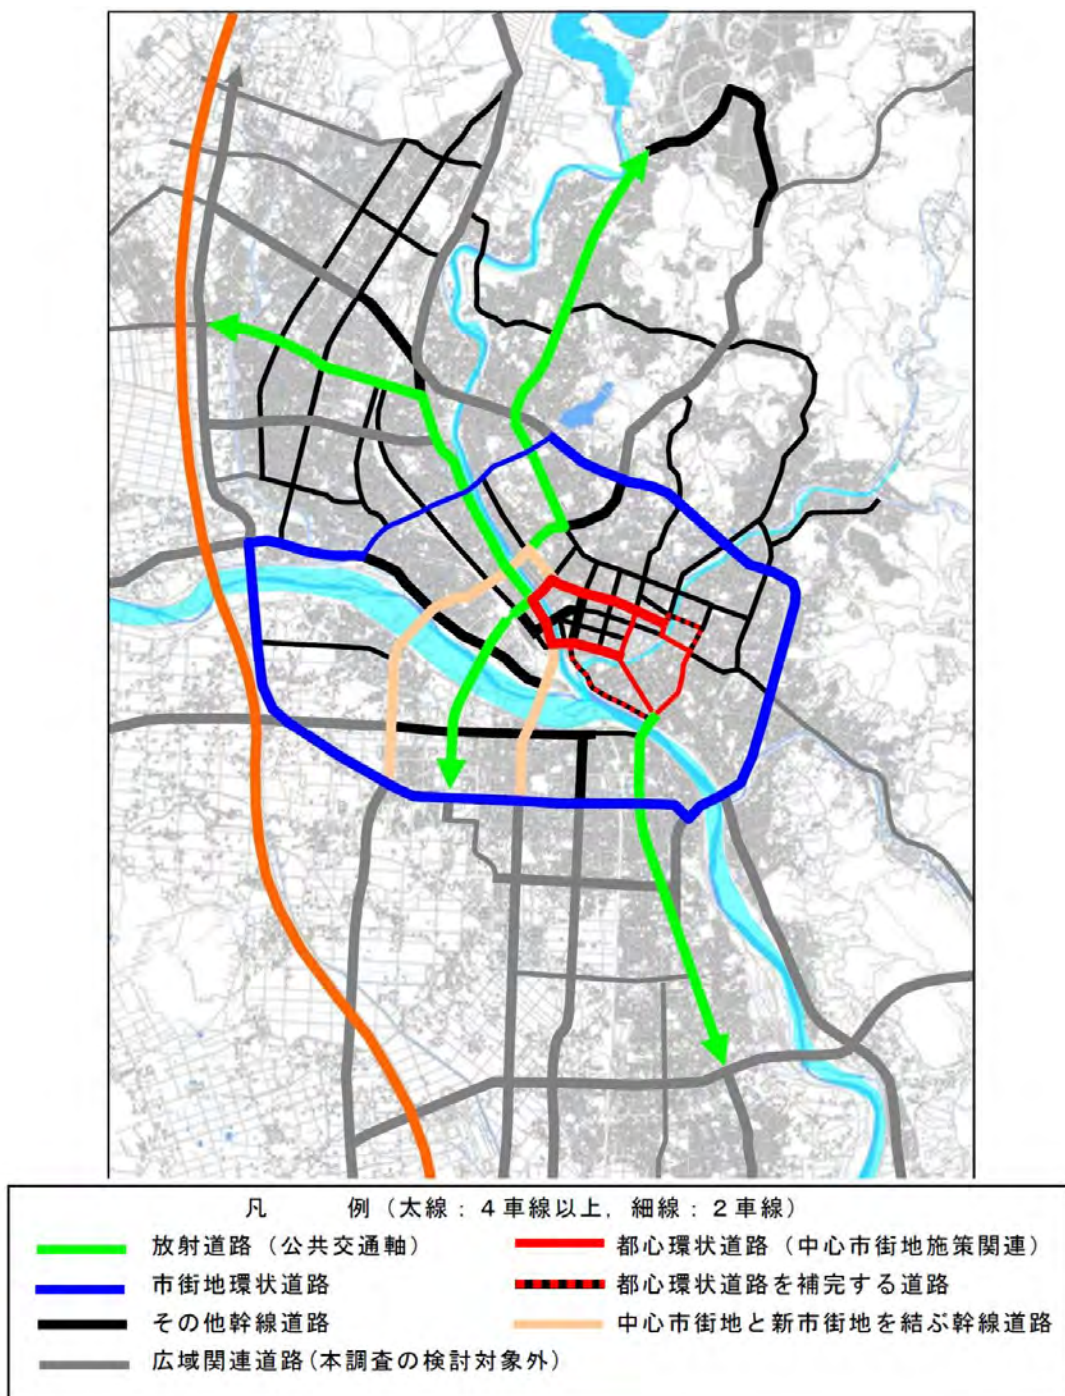 凡　　例（太線：４車線以上，細線：２車線）
放射道路（公共交通軸）
都心環状道路（中心市街地施策関連）
市街地環状道路
都心環状道路を補完する道路
その他幹線道路
中心市街地と新市街地を結ぶ幹線道路
広域関連道路(本調査の検討対象外)